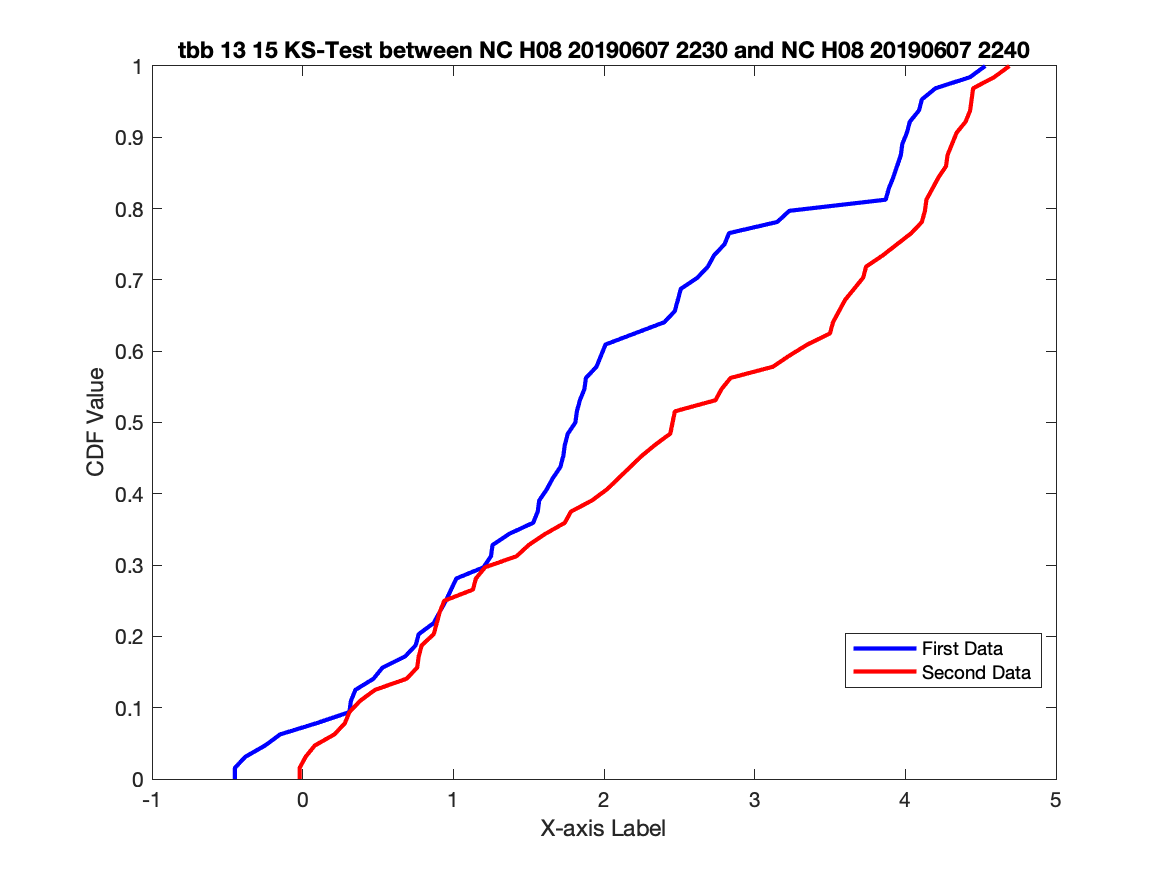 tbb 13 15 KS-Test between NC H08 20190607 2230 and NC H08 20190607 2240
1
0.9
0.8
0.7
0.6
0.5
0.4
0.3
0.2
0.1
0
CDF Value
First Data
Second Data
-1 0 1 2 3 4 5
X-axis Label